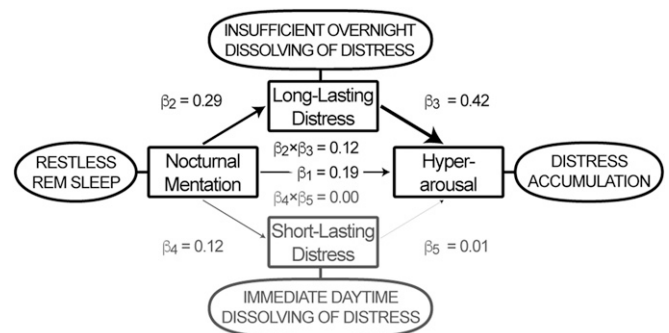 INSUFFICIENT OVERNIGHT
DISSOLVING OF DISTRESS
β2 = 0.29
Long-Lasting
Distress
β3 = 0.42
RESTLESS
REM SLEEP
Nocturnal
Mentation
β2×β3 = 0.12
β1 = 0.19
β4×β5 = 0.00
Hyper-
arousal
DISTRESS
ACCUMULATION
β4 = 0.12
Short-Lasting
Distress
β5 = 0.01
IMMEDIATE DAYTIME
DISSOLVING OF DISTRESS